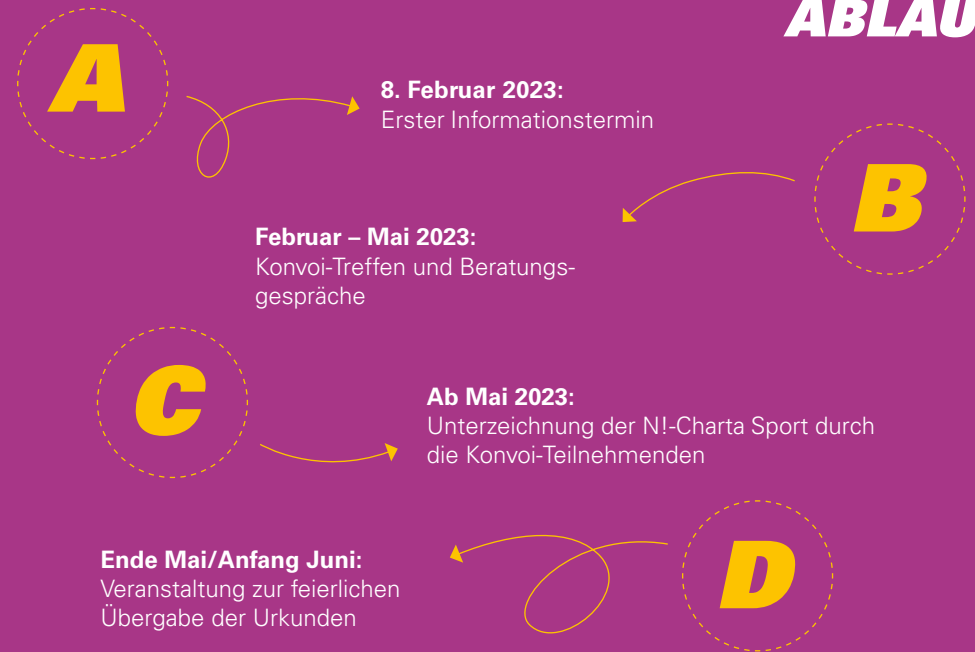 ABLAU
A
8. Februar 2023:
Erster Informationstermin
B
Februar – Mai 2023:
Konvoi-Treffen und Beratungs-
gespräche
C
Ab Mai 2023:
Unterzeichnung der N!-Charta Sport durch
die Konvoi-Teilnehmenden
D
Ende Mai/Anfang Juni:
Veranstaltung zur feierlichen
Übergabe der Urkunden